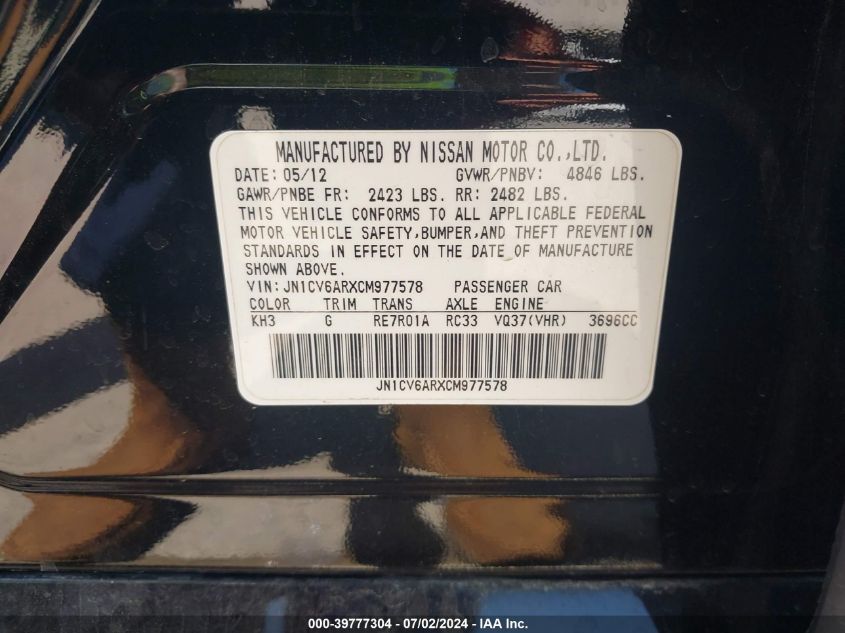 MANUFACTURED BY NISSAN MOTOR CO.,LTD.
DATE: 05/12 GVWR/PNBV: 4846 LBS.
GAWR/PNBE FR: 2423 LBS. RR: 2482 LBS.
THIS VEHICLE CONFORMS TO ALL APPLICABLE FEDERAL
MOTOR VEHICLE SAFETY,BUMPER,AND THEFT PREVENTION
STANDARDS IN EFFECT ON THE DATE OF MANUFACTURE
SHOWN ABOVE.
VIN: JN1CV6ARXCM977578 PASSENGER CAR
COLOR TRIM TRANS AXLE ENGINE
KH3 G RE7R01A RC33 VQ37(VHR) 3696CC
JN1CV6ARXCM977578
000-39777304 - 07/02/2024 - IAA Inc.